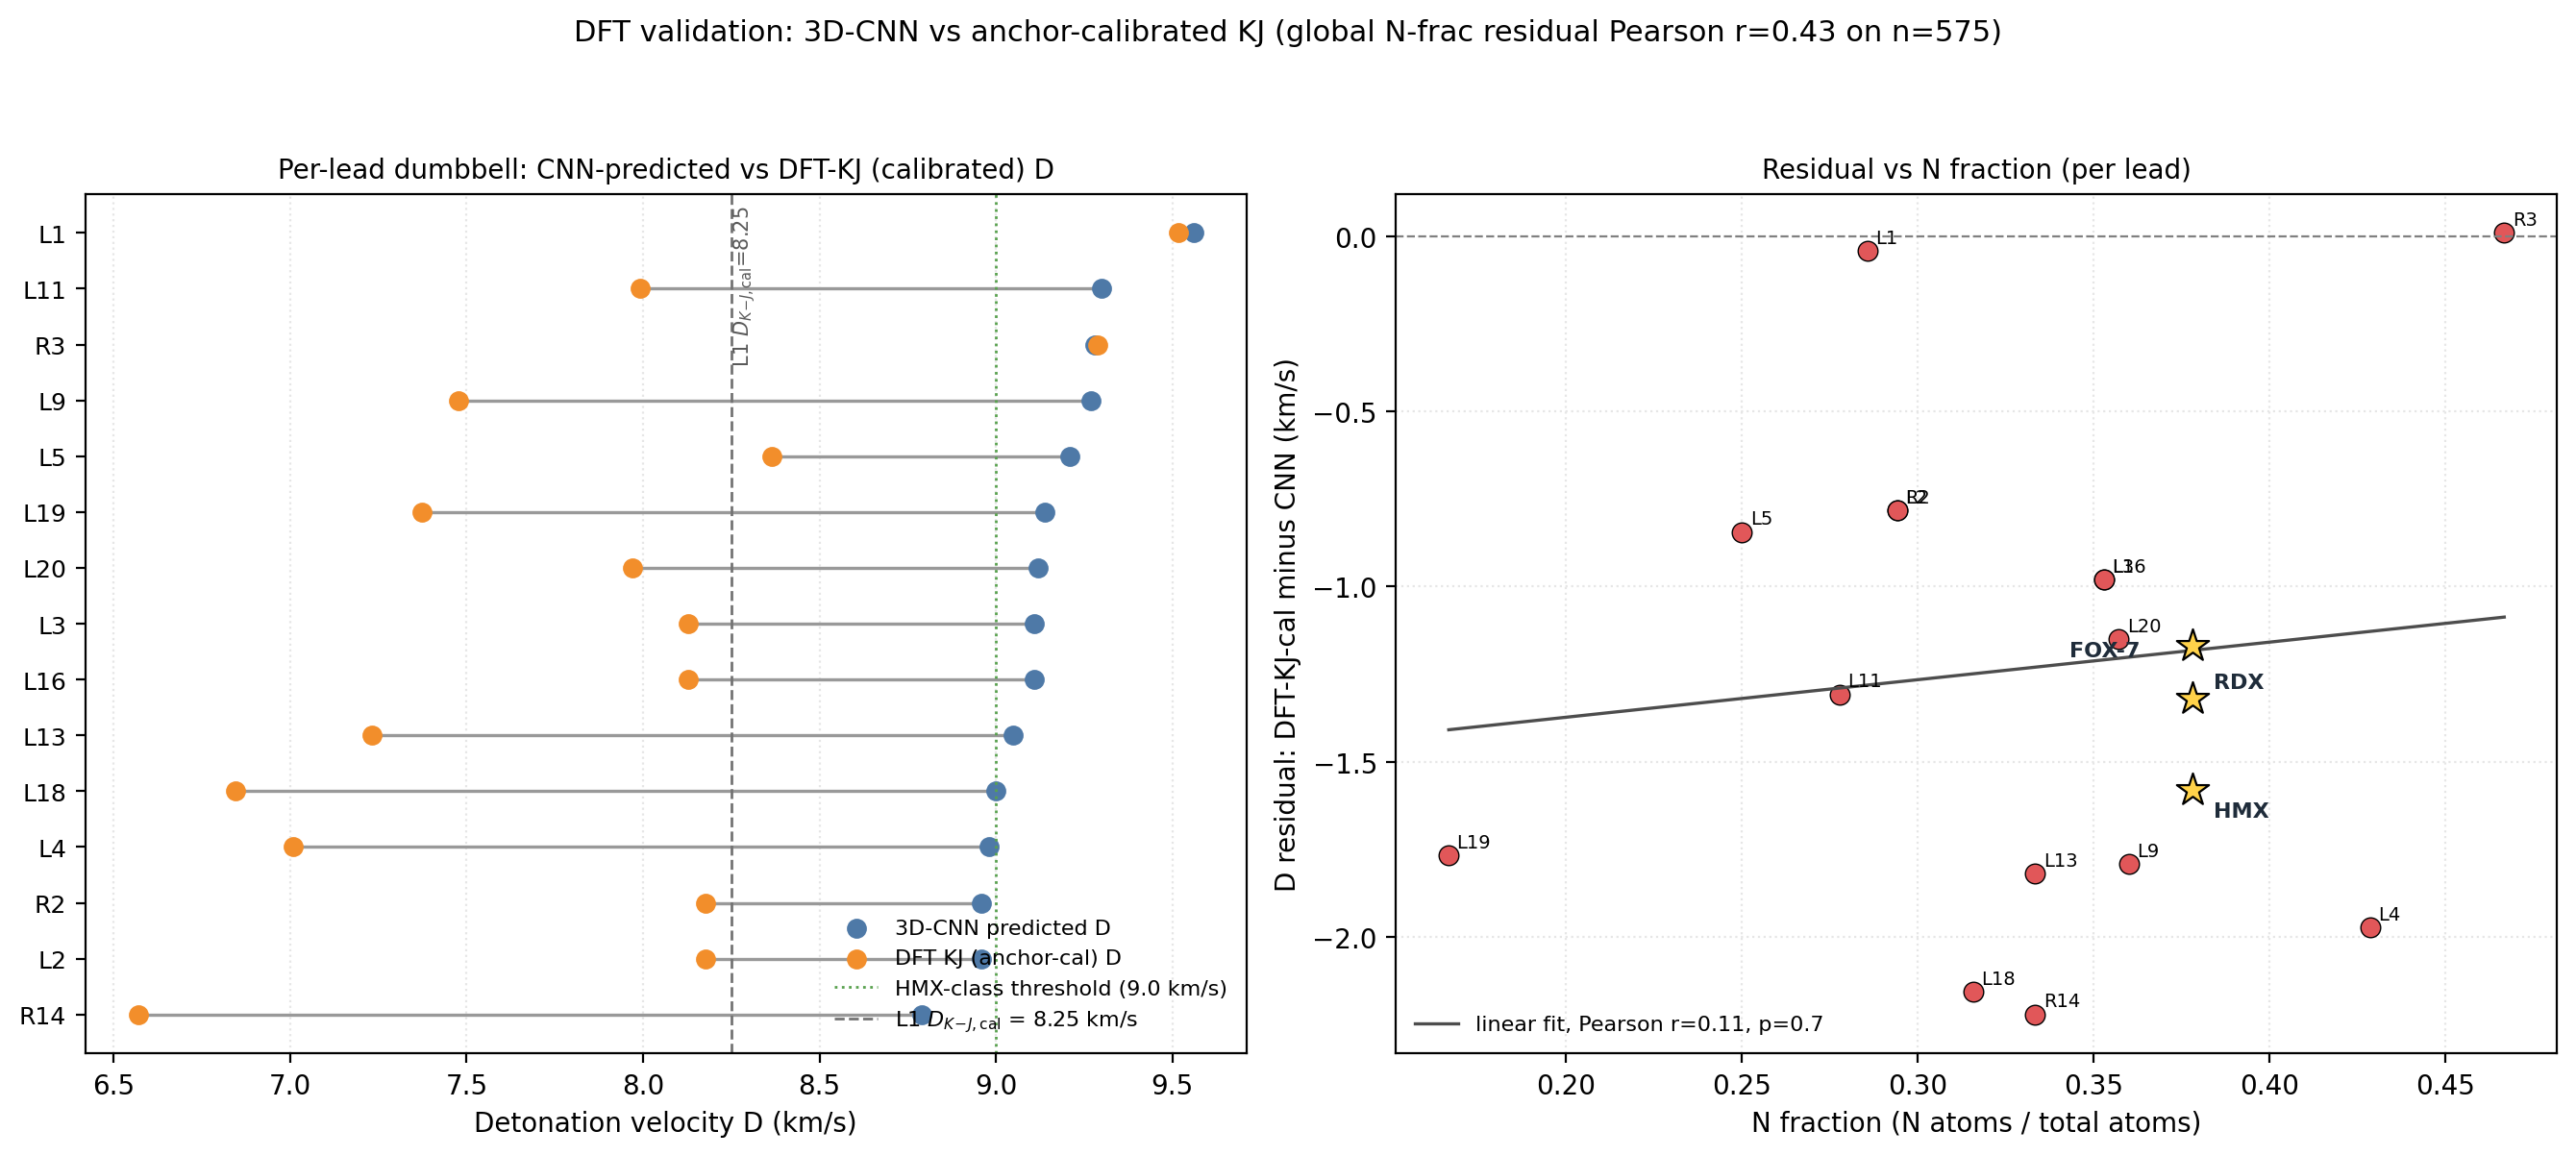 DFT validation: 3D-CNN vs anchor-calibrated KJ (global N-frac residual Pearson r=0.43 on n=575)
Per-lead dumbbell: CNN-predicted vs DFT-KJ (calibrated) D
L1
L11
R3
L9
L5
L19
L20
L3
L16
L13
L18
L4
R2
L2
R14
L1 D_{K−J,cal}=8.25
3D-CNN predicted D
DFT KJ (anchor-cal) D
HMX-class threshold (9.0 km/s)
L1 D_{K−J,cal} = 8.25 km/s
6.5 7.0 7.5 8.0 8.5 9.0 9.5
Detonation velocity D (km/s)
Residual vs N fraction (per lead)
D residual: DFT-KJ-cal minus CNN (km/s)
0.0
−0.5
−1.0
−1.5
−2.0
R3
L1
R2
L5
L16
L20
FOX-7
RDX
L11
HMX
L19
L13
L9
L4
L18
R14
linear fit, Pearson r=0.11, p=0.7
0.20 0.25 0.30 0.35 0.40 0.45
N fraction (N atoms / total atoms)